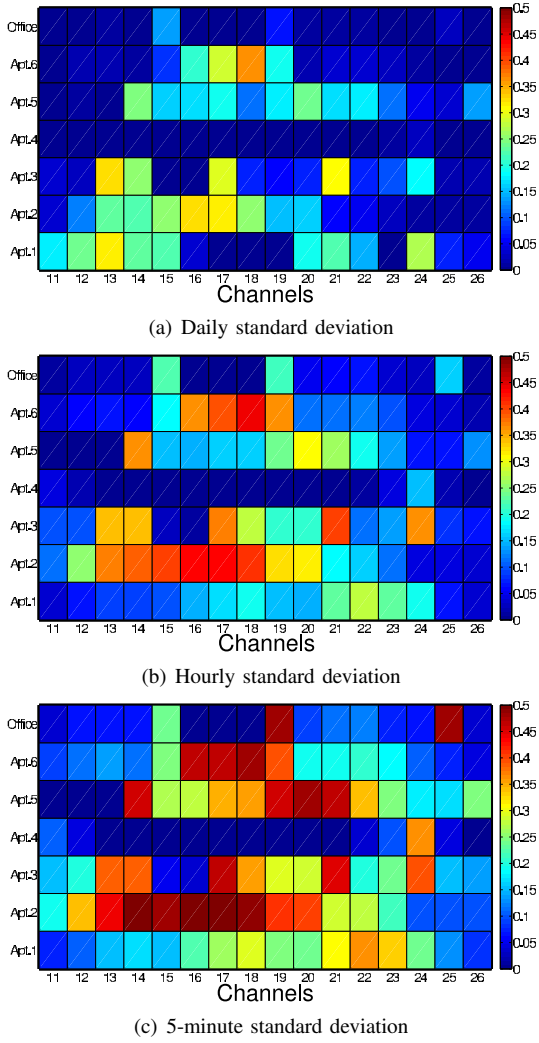 Office
Apt.6
Apt.5
Apt.4
Apt.3
Apt.2
Apt.1
11 12 13 14 15 16 17 18 19 20 21 22 23 24 25 26
Channels
0.5
0.45
0.4
0.35
0.3
0.25
0.2
0.15
0.1
0.05
0
(a) Daily standard deviation
Office
Apt.6
Apt.5
Apt.4
Apt.3
Apt.2
Apt.1
11 12 13 14 15 16 17 18 19 20 21 22 23 24 25 26
Channels
0.5
0.45
0.4
0.35
0.3
0.25
0.2
0.15
0.1
0.05
0
(b) Hourly standard deviation
Office
Apt.6
Apt.5
Apt.4
Apt.3
Apt.2
Apt.1
11 12 13 14 15 16 17 18 19 20 21 22 23 24 25 26
Channels
0.5
0.45
0.4
0.35
0.3
0.25
0.2
0.15
0.1
0.05
0
(c) 5-minute standard deviation